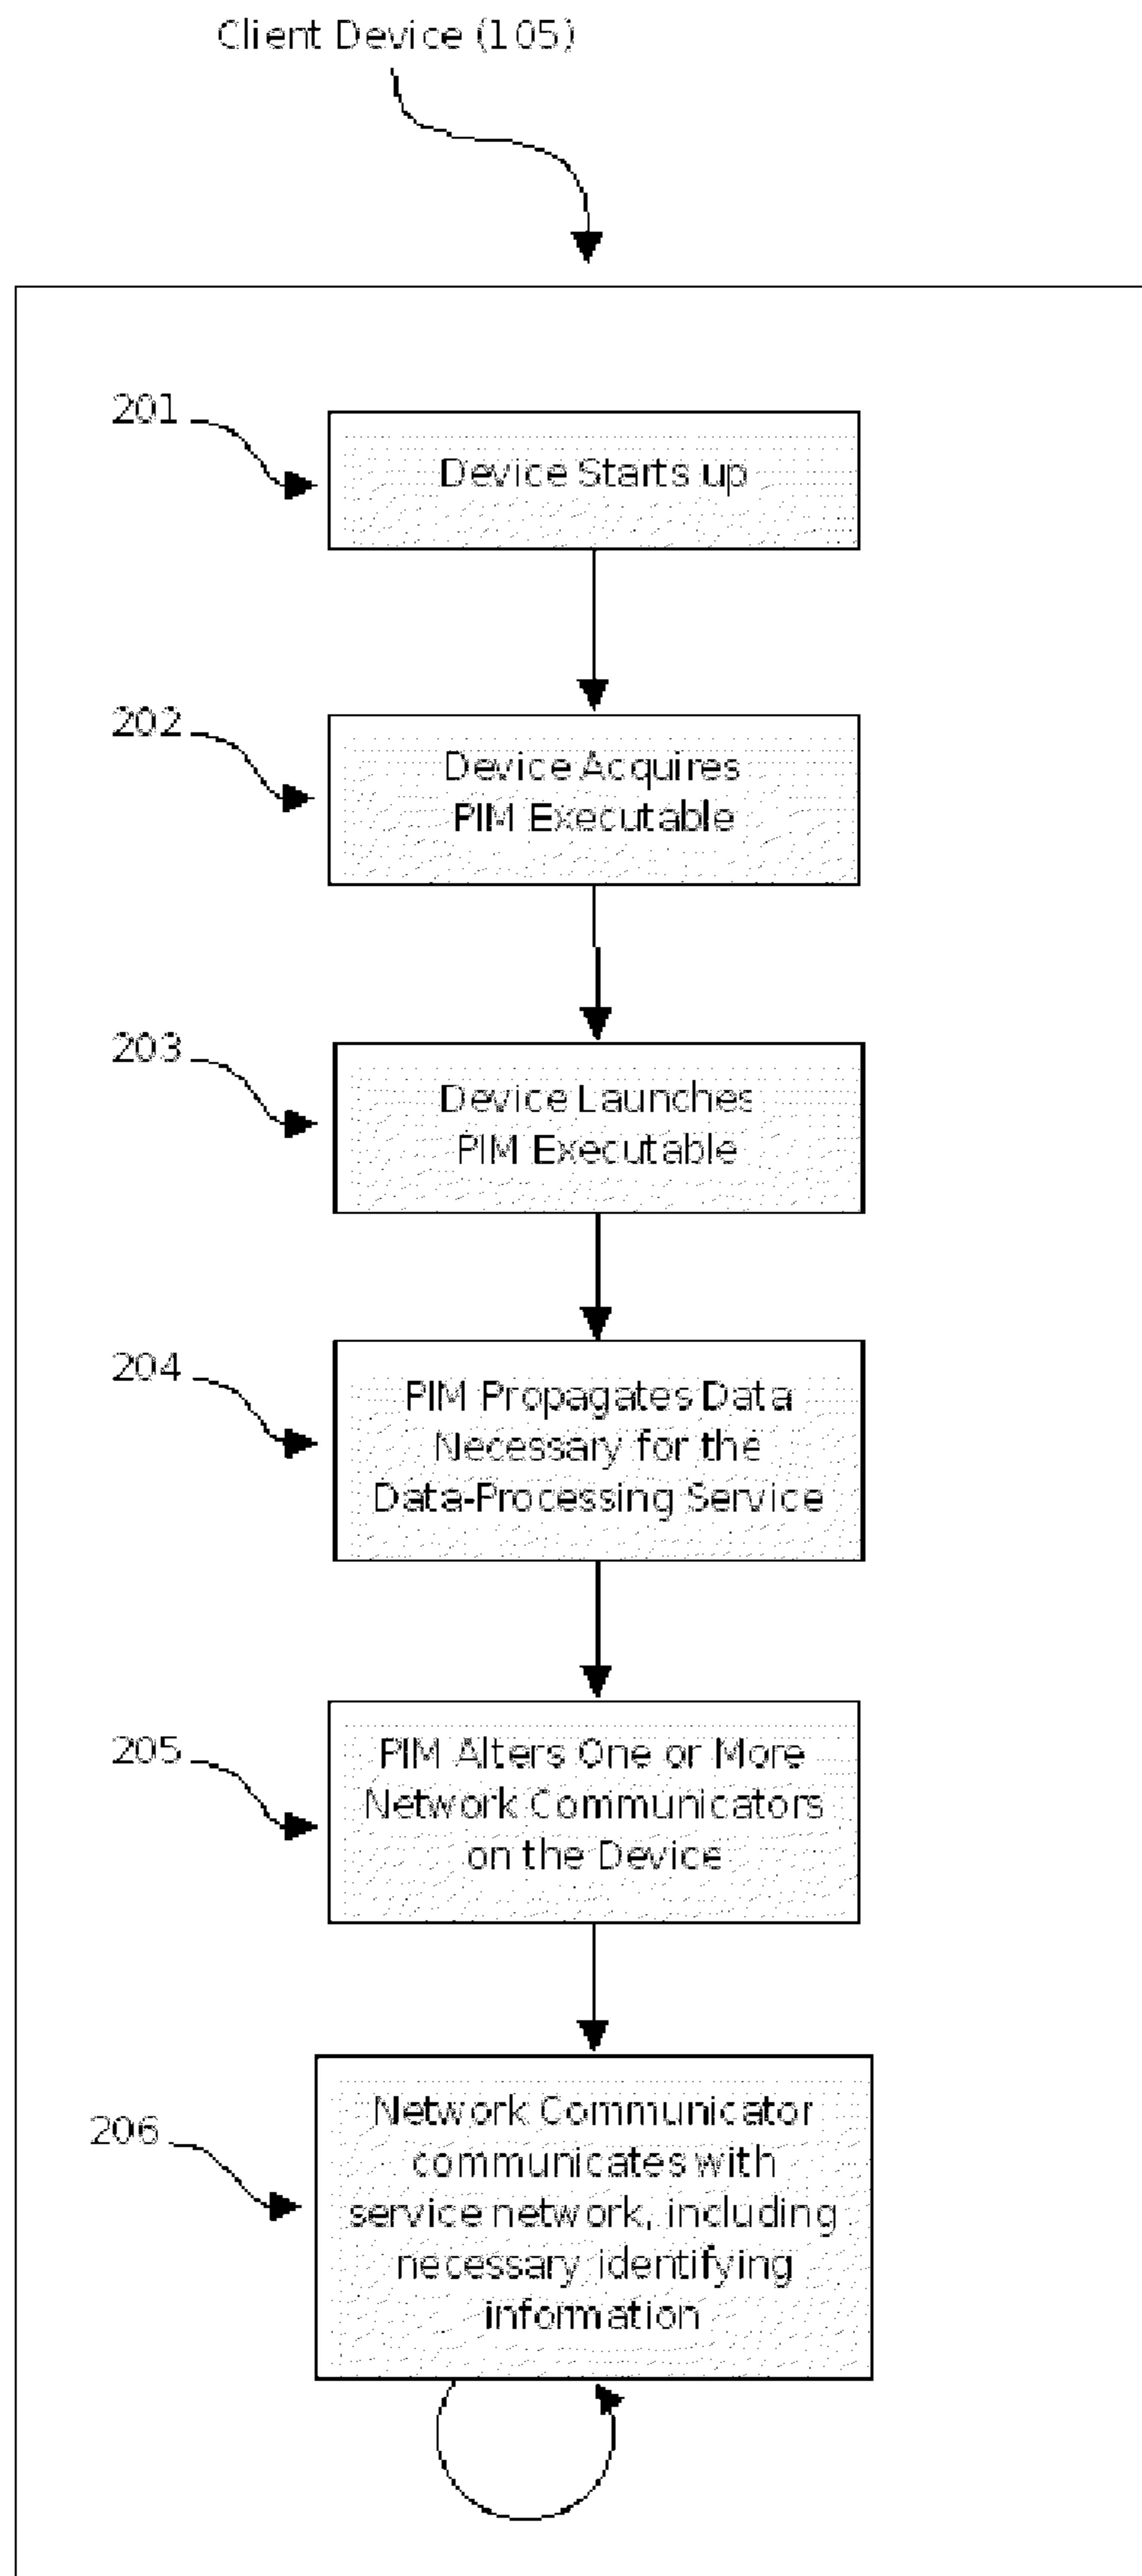 Client Device (105)
201
Device Starts up
202
Device Acquires
PIM Executable
203
Device Launches
PIM Executable
204
PIM Propagates Data
Necessary for the
Data-Processing Service
205
PIM Alters One or More
Network Communicators
on the Device
206
Network Communicator
communicates with
service network, including
necessary identifying
information